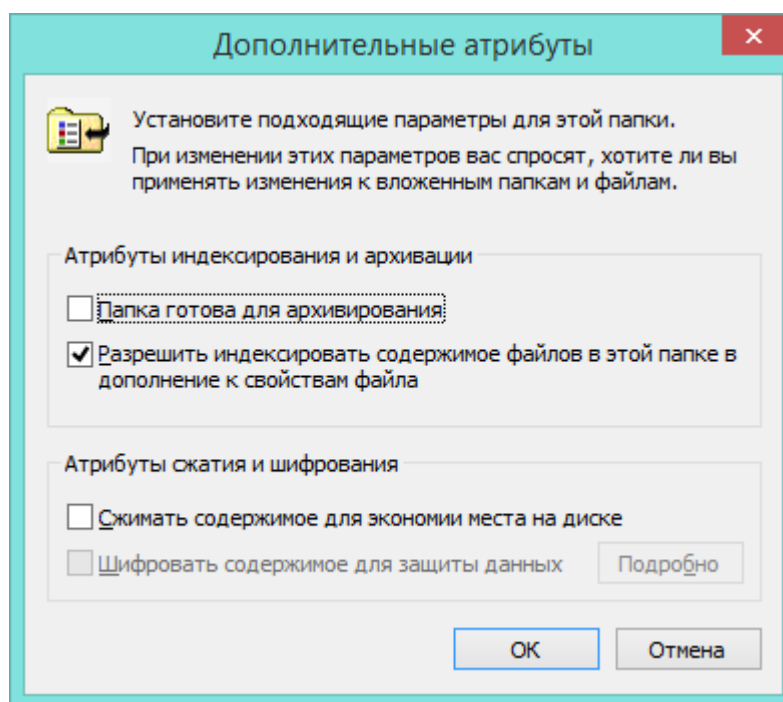 Дополнительные атрибуты
Установите подходящие параметры для этой папки.
При изменении этих параметров вас спросят, хотите ли вы
применять изменения к вложенным папкам и файлам.
Атрибуты индексирования и архивации
Папка готова для архивирования
Разрешить индексировать содержимое файлов в этой папке в
дополнение к свойствам файла
Атрибуты сжатия и шифрования
Сжимать содержимое для экономии места на диске
Шифровать содержимое для защиты данных
Подробно
ОК
Отмена